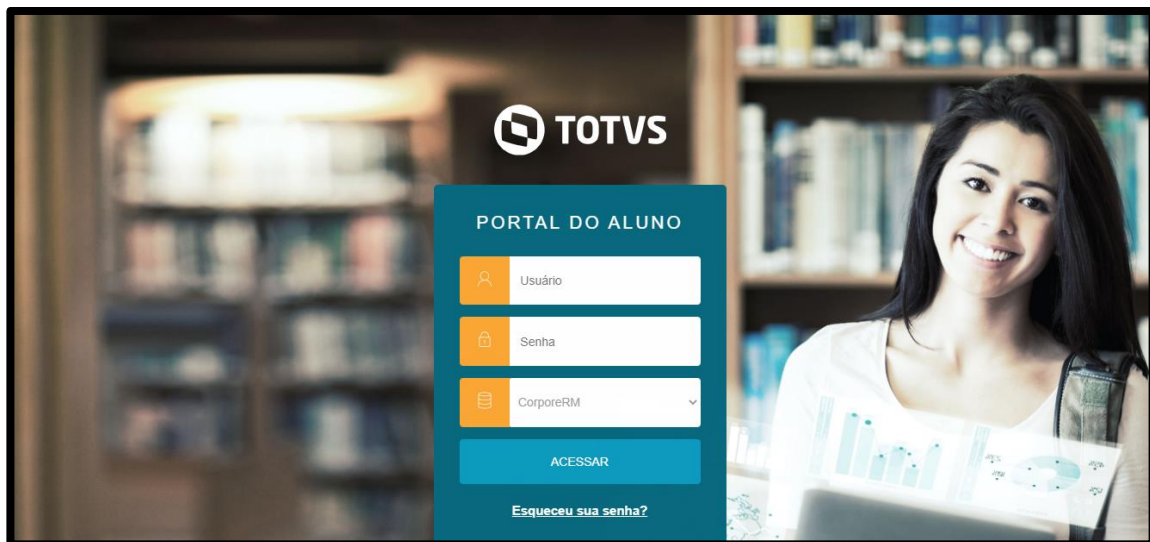 TOTVS
PORTAL DO ALUNO
Usuário
Senha
CorporeRM
ACESSAR
Esqueceu sua senha?